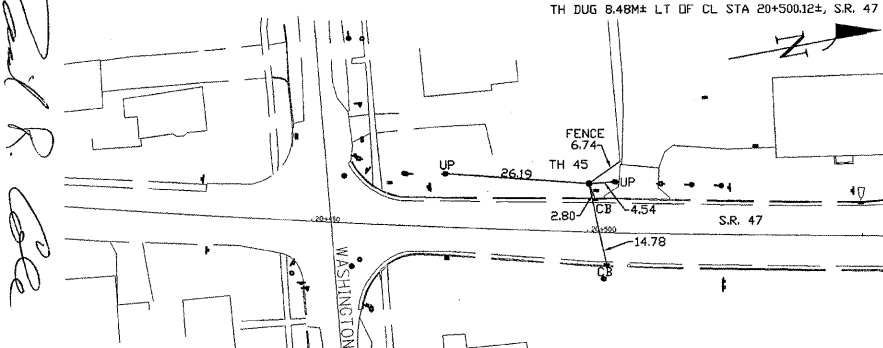 TH DUG 8.48M± LT OF CL STA 20+500.12±, S.R. 47
N
FENCE
6.74
UP
26.19
TH 45
UP
2.80
CB
4.54
S.R. 47
20+450
20+500
14.78
CB
WASHINGTON